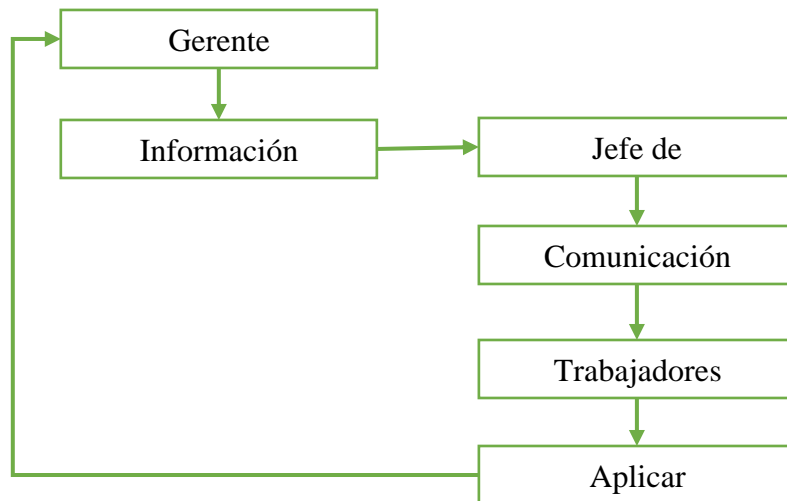 Gerente
Información
Jefe de
Comunicación
Trabajadores
Aplicar